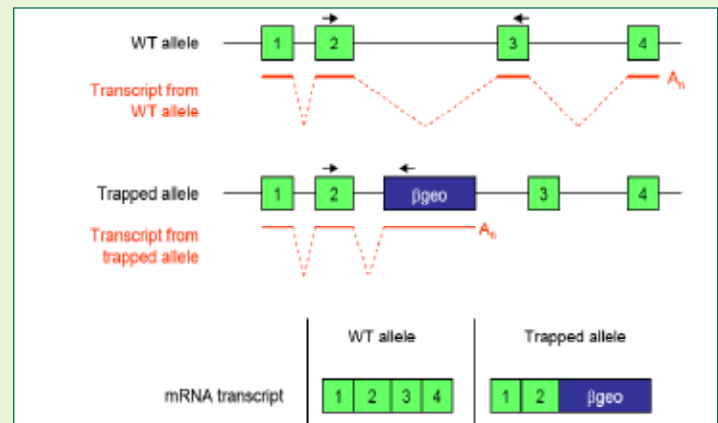 WT allele 1 2 3 4
Transcript from
WT allele
An
Trapped allele 1 2 βgeo 3 4
Transcript from
trapped allele
An
WT allele Trapped allele
mRNA transcript 1 2 3 4 1 2 βgeo